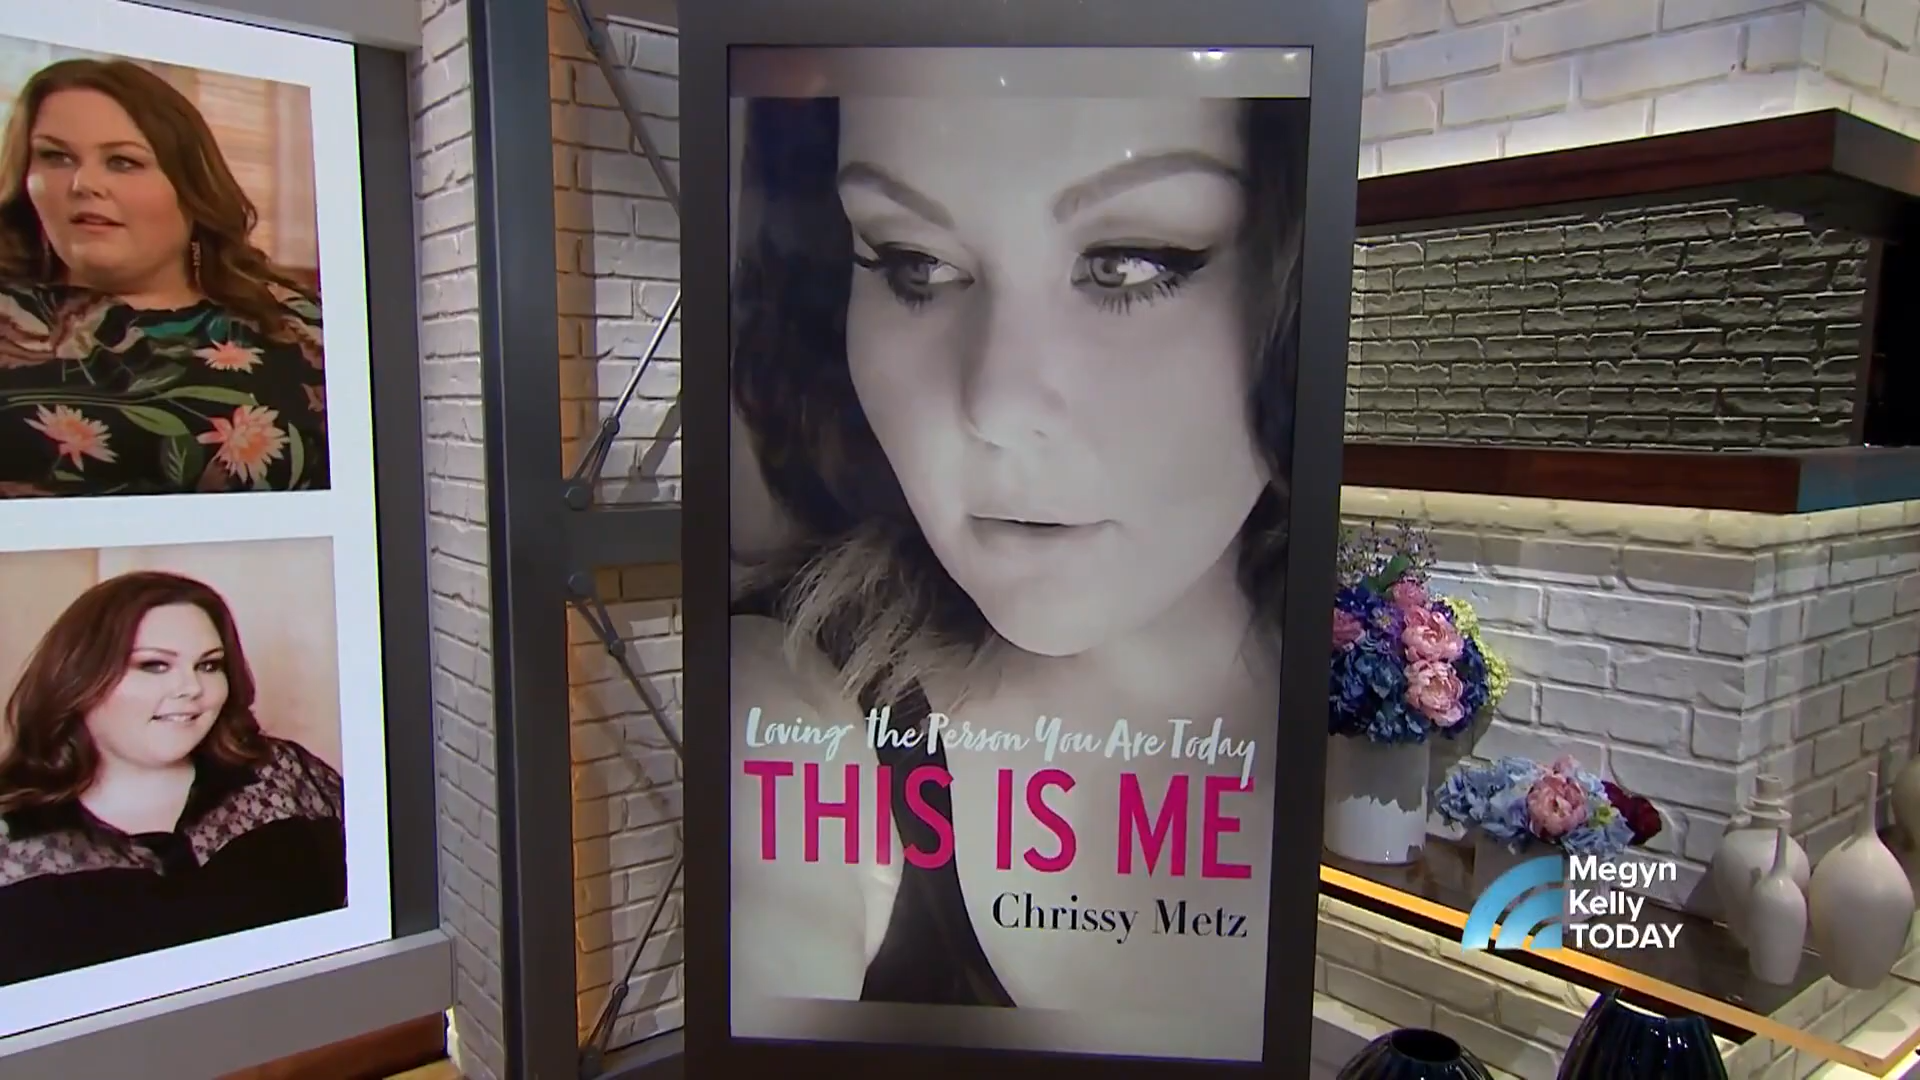 Loving the Person You Are Today
THIS IS ME
Chrissy Metz
Megyn
Kelly
TODAY